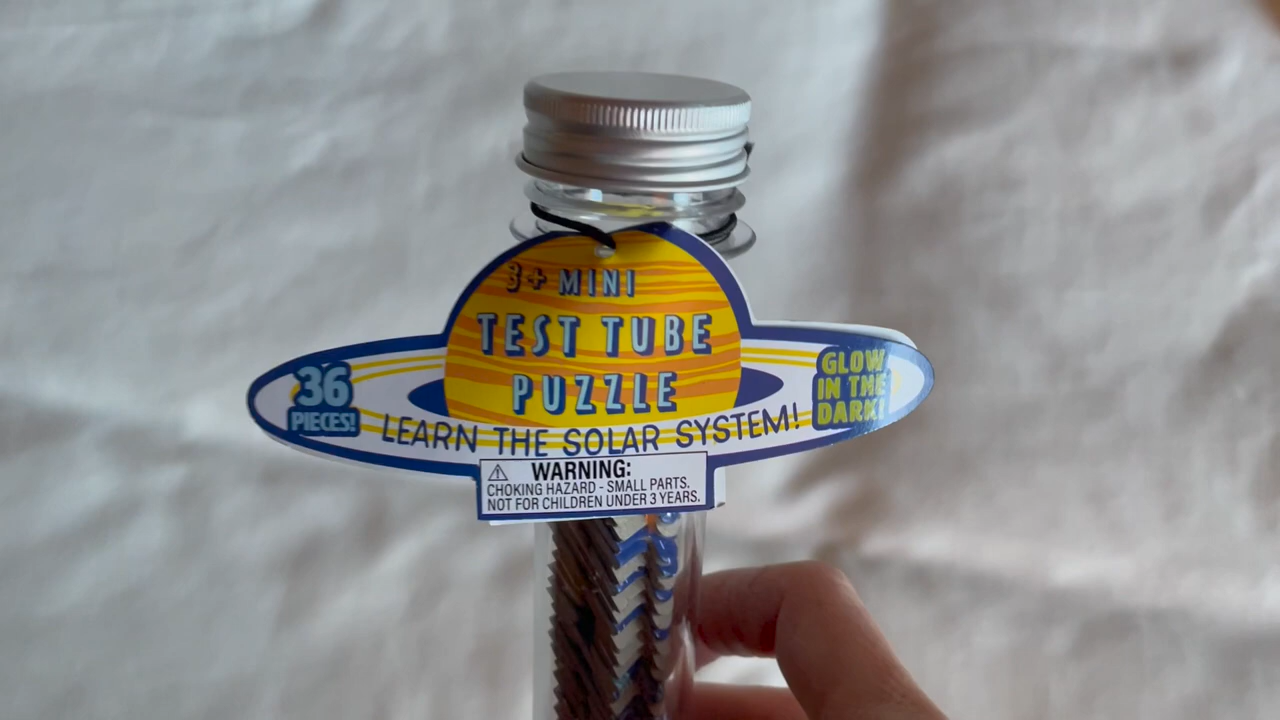 3+ MINI
TEST TUBE
PUZZLE
36
PIECES!
LEARN THE SOLAR SYSTEM!
GLOW
IN THE
DARK!
WARNING:
CHOKING HAZARD - SMALL PARTS.
NOT FOR CHILDREN UNDER 3 YEARS.